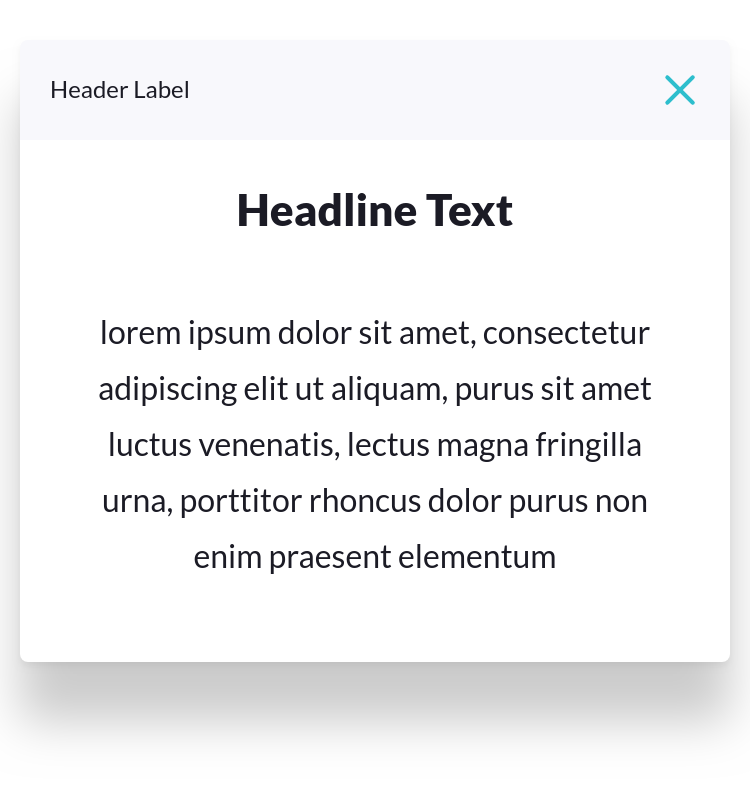 Header Label
Headline Text
lorem ipsum dolor sit amet, consectetur
adipiscing elit ut aliquam, purus sit amet
luctus venenatis, lectus magna fringilla
urna, porttitor rhoncus dolor purus non
enim praesent elementum